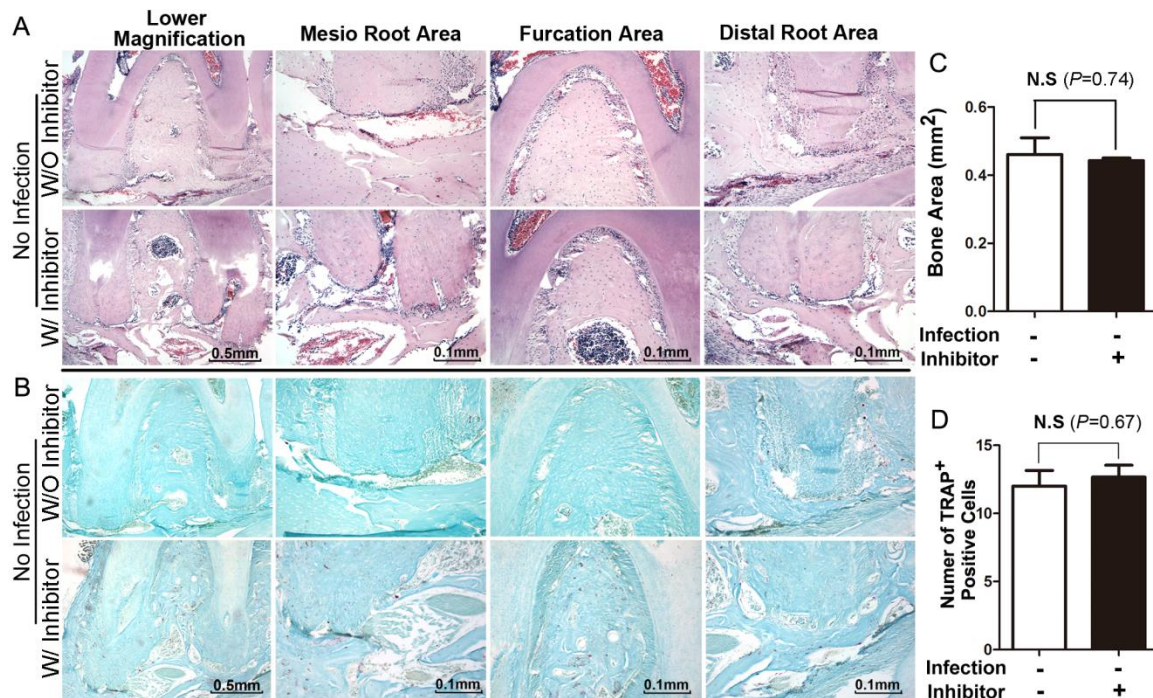 A
Lower
Magnification
Mesio Root Area
Furcation Area
Distal Root Area
No Infection
W/O Inhibitor
W/ Inhibitor
0.5mm
0.1mm
0.1mm
0.1mm
B
No Infection
W/O Inhibitor
W/ Inhibitor
0.5mm
0.1mm
0.1mm
0.1mm
C
N.S (P=0.74)
Bone Area (mm²)
0.6
0.4
0.2
0.0
Infection - -
Inhibitor - +
D
N.S (P=0.67)
Numer of TRAP⁺
Positive Cells
15
10
5
0
Infection - -
Inhibitor - +